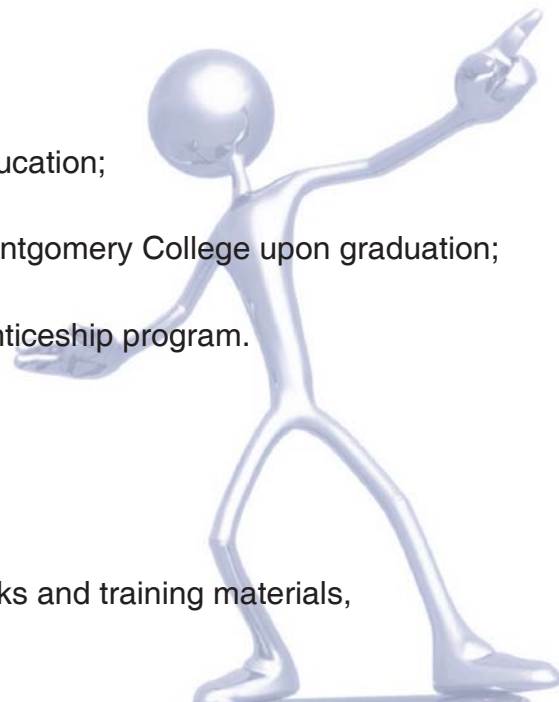 ucation;
ntgomery College upon graduation;
nticeship program.
ks and training materials,